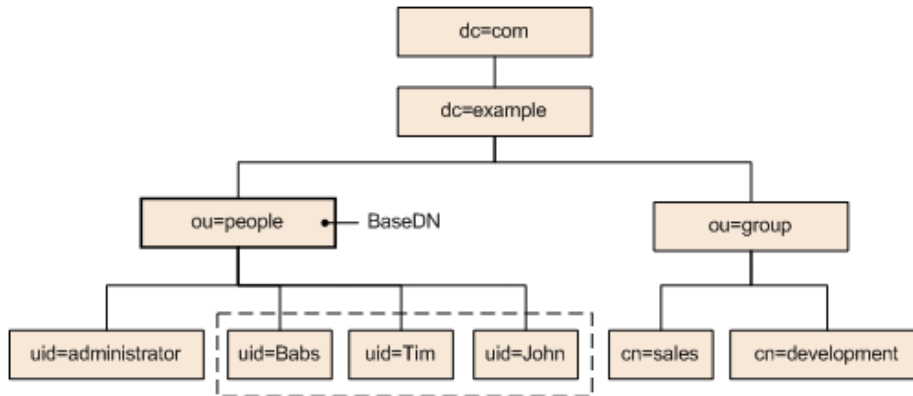 dc=com
dc=example
ou=people
BaseDN
ou=group
uid=administrator
uid=Babs
uid=Tim
uid=John
cn=sales
cn=development